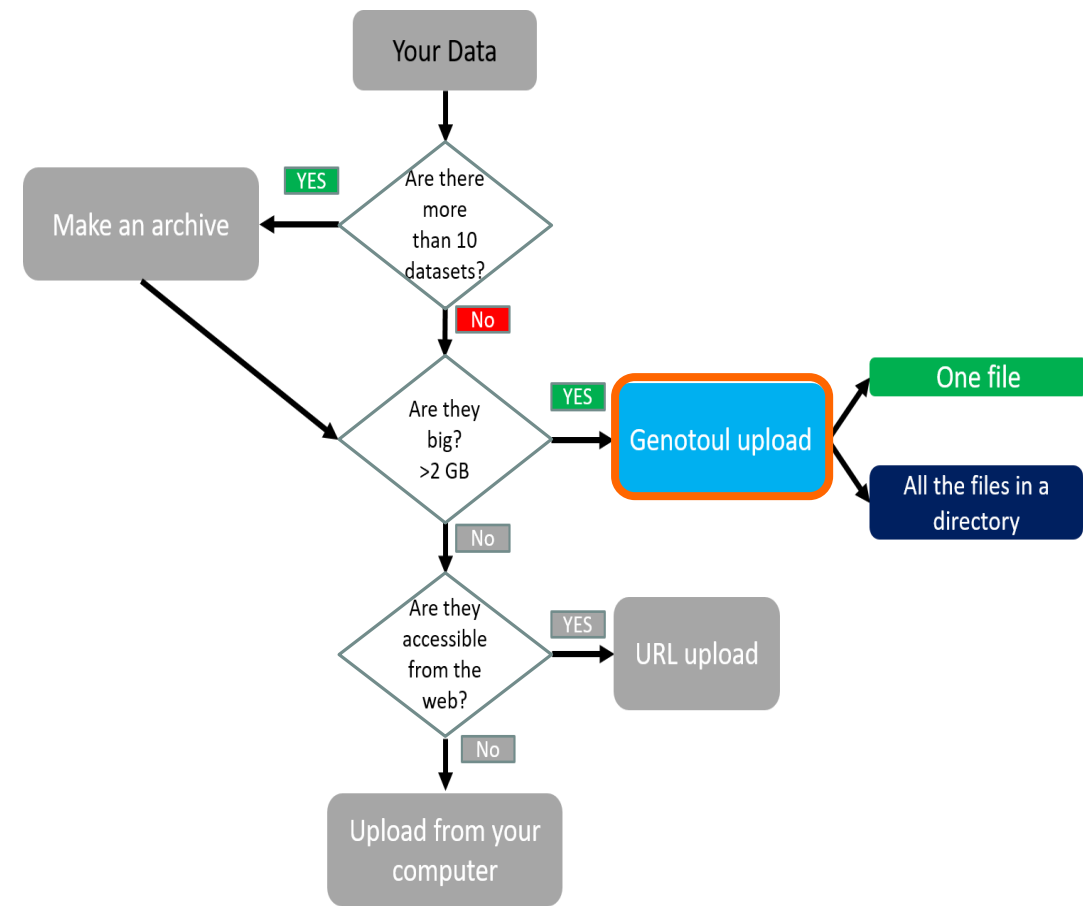 Your Data
YES
Are there
more
than 10
datasets?
Make an archive
No
One file
Are they
big?
>2 GB
YES
Genotoul upload
All the files in a
directory
No
Are they
accessible
from the
web?
YES
URL upload
No
Upload from your
computer